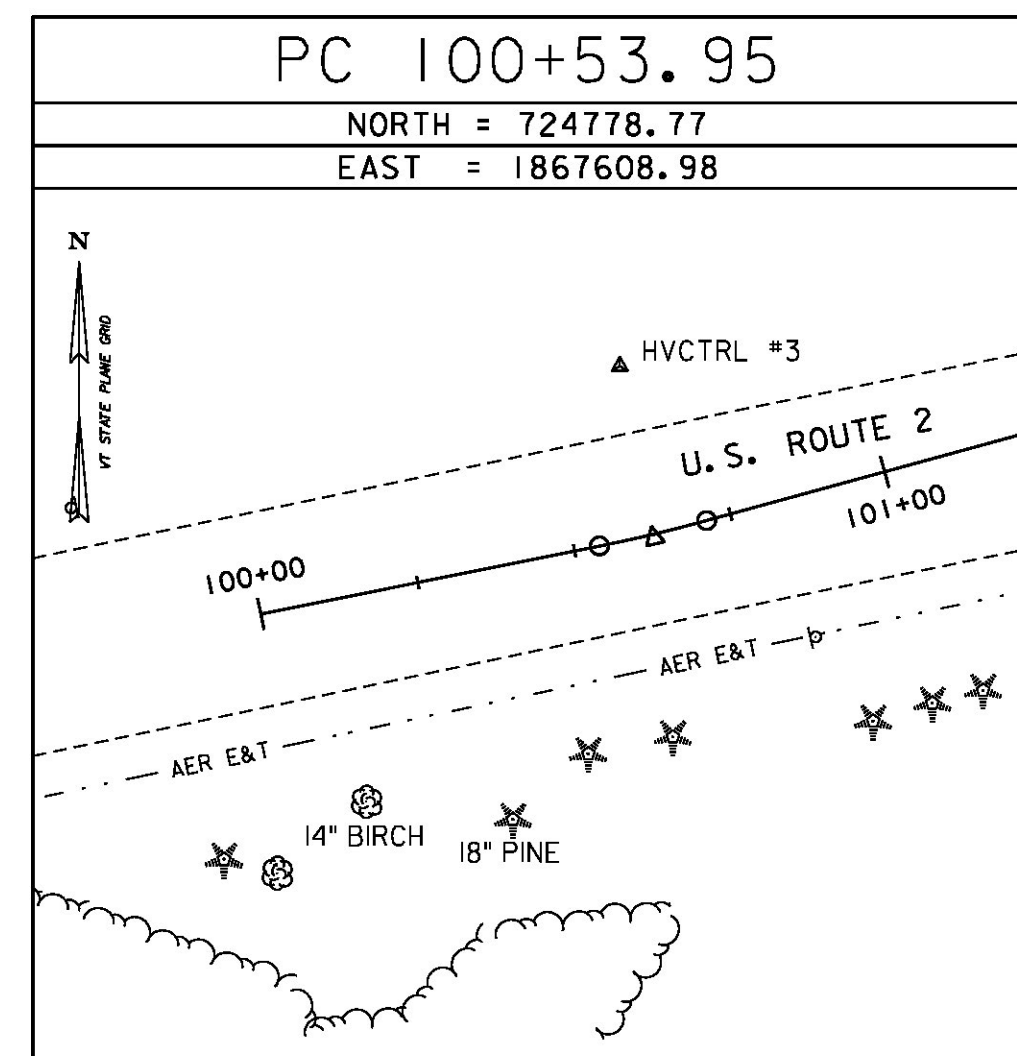 PC 100+53.95
NORTH = 724778.77
EAST = 1867608.98
N
VT STATE PLANE GRID
HVCTRL #3
U.S. ROUTE 2
101+00
100+00
AER E&T
AER E&T
14" BIRCH
18" PINE